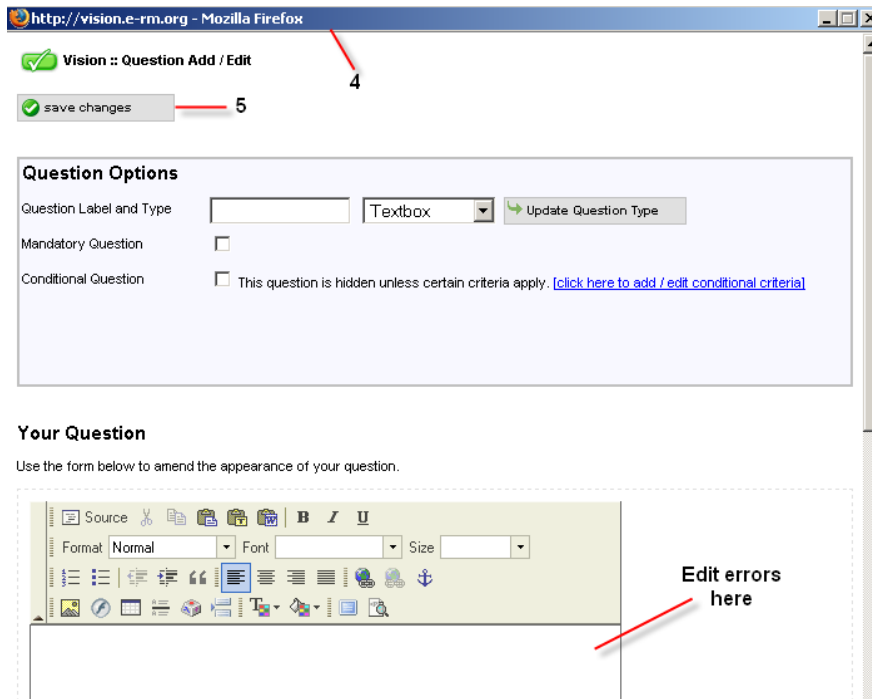 http://vision.e-rm.org - Mozilla Firefox
Vision :: Question Add / Edit
4
save changes
5
Question Options
Question Label and Type Textbox Update Question Type
Mandatory Question
Conditional Question This question is hidden unless certain criteria apply. [click here to add / edit conditional criteria]
Your Question
Use the form below to amend the appearance of your question.
Source B I U
Format Normal Font Size
Edit errors
here